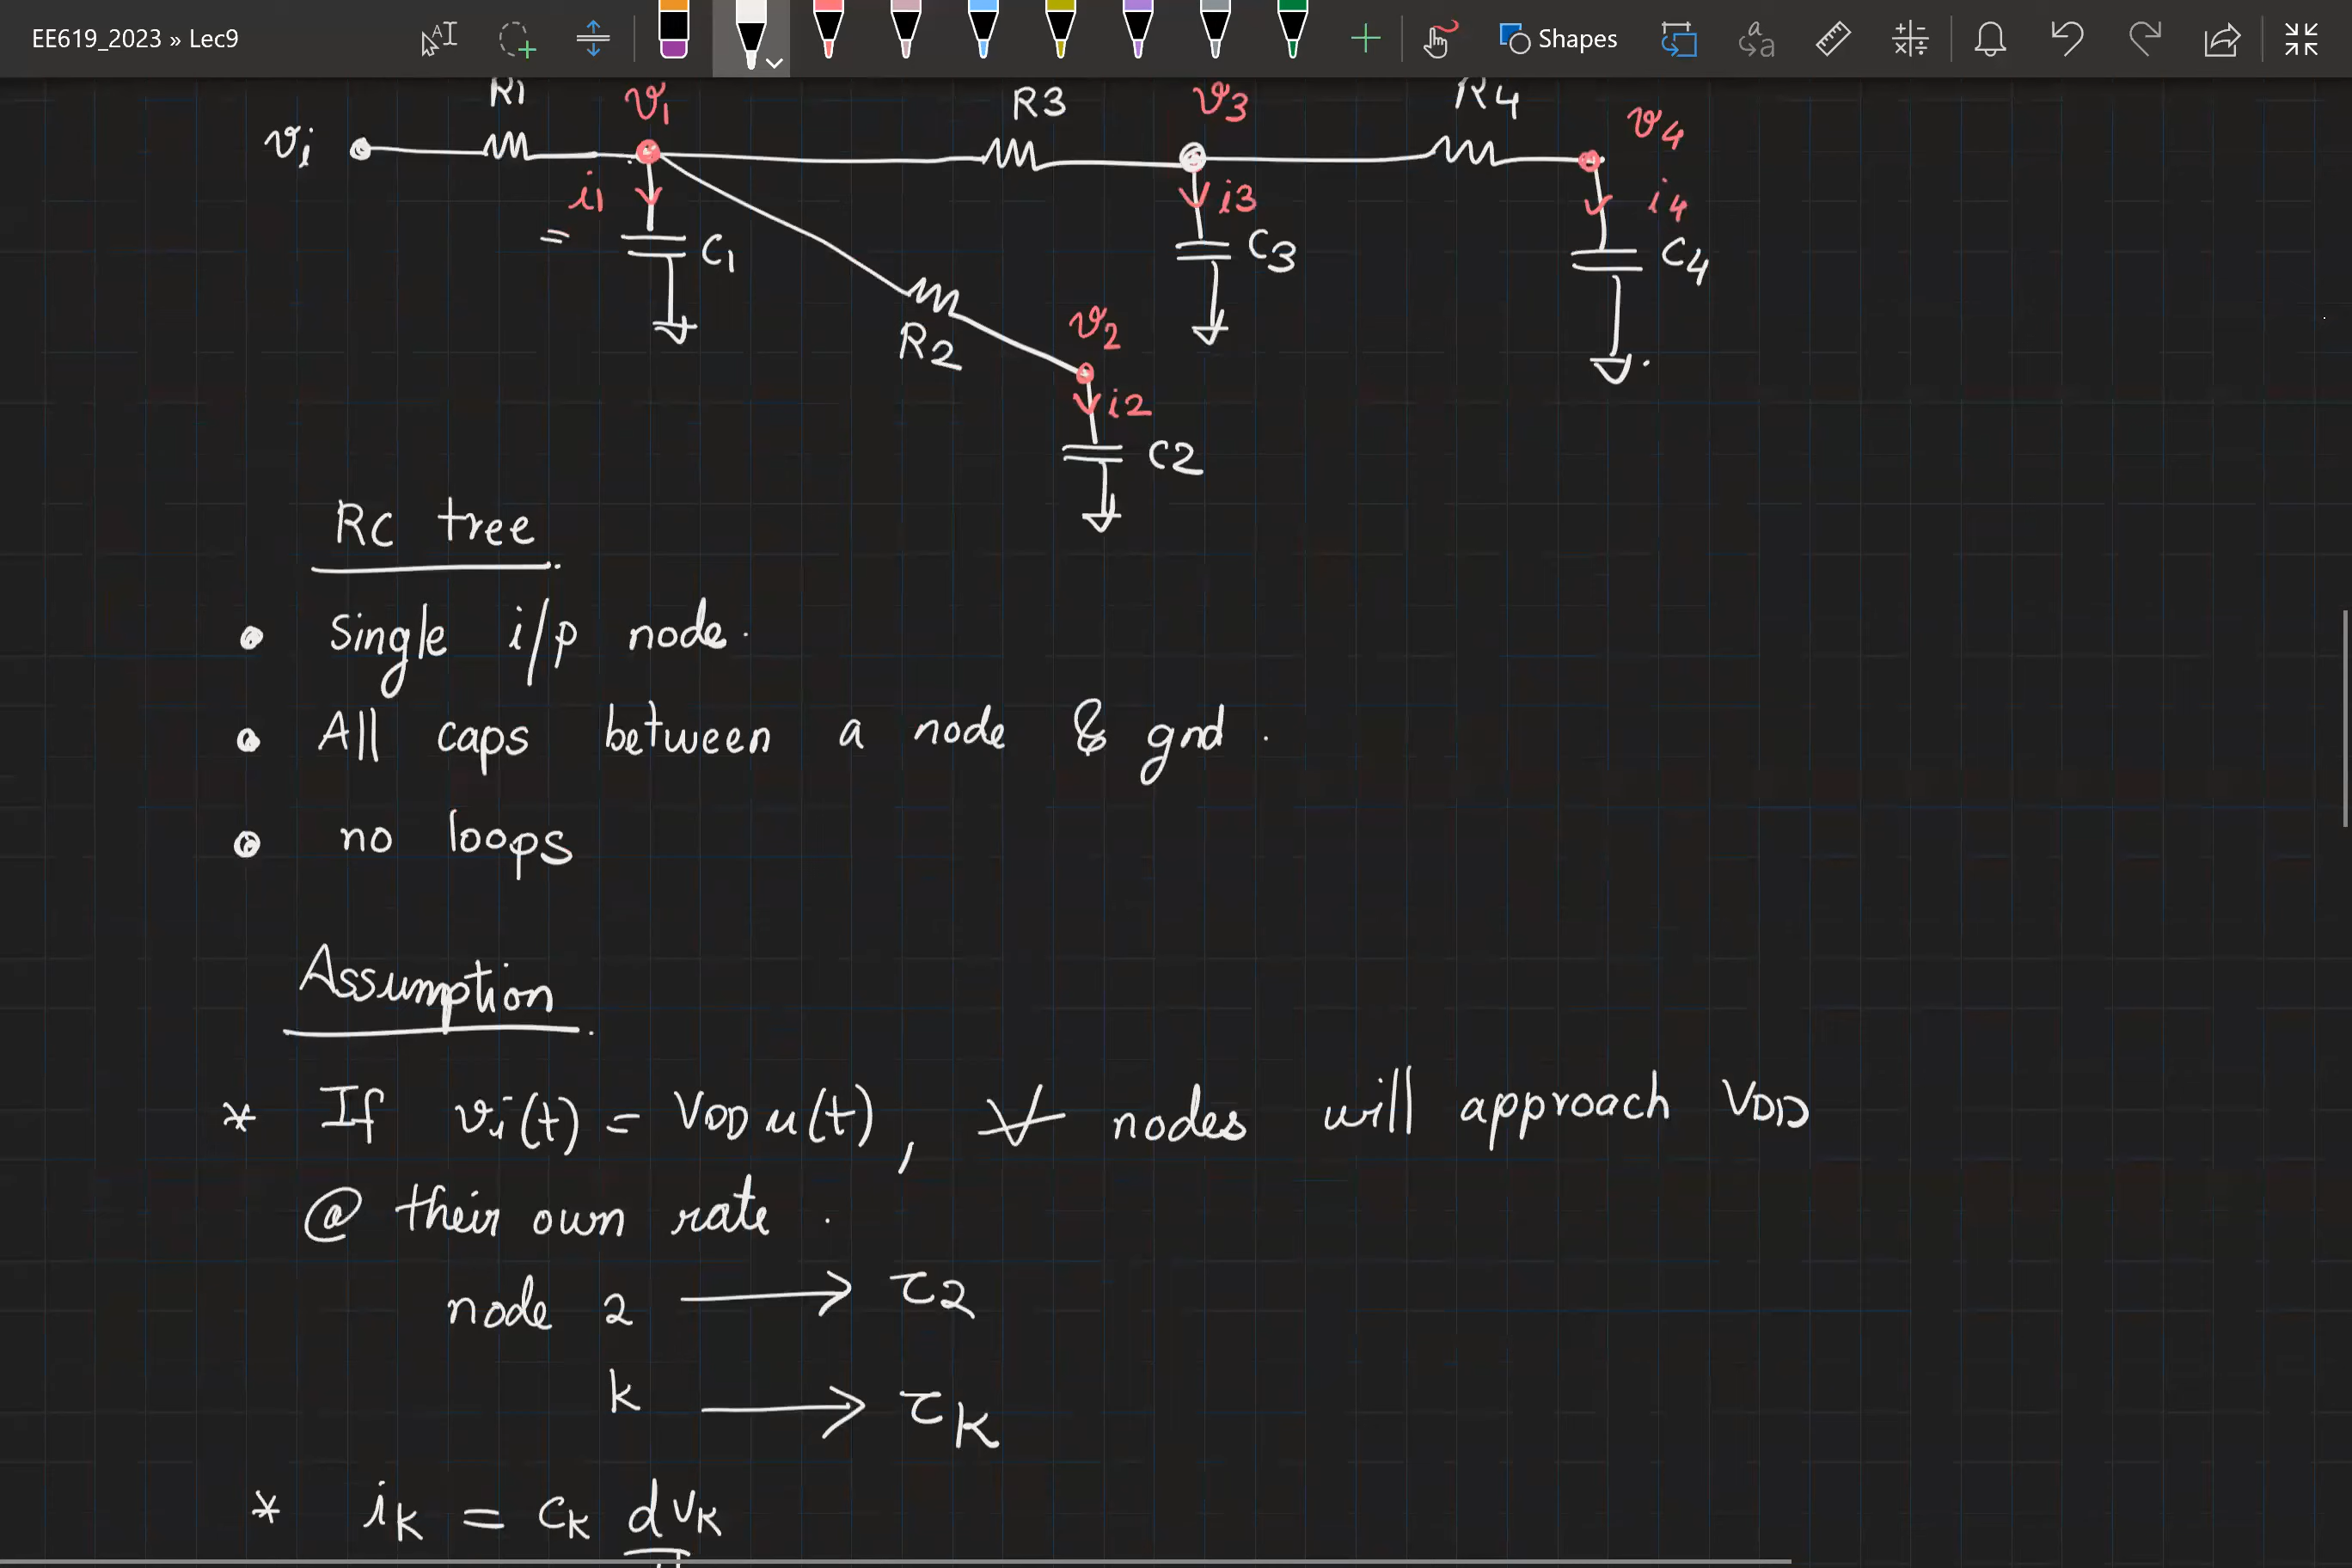 EE619_2023 » Lec9
Shapes
R1 v1 R3 v3 R4 v4
vi
i1 i3 i4
=
C1 C3 C4
R2 v2
i2
C2
RC tree
Single i/p node.
All caps between a node & gnd.
no loops
Assumption
* If vi(t) = VDD u(t), ∀ nodes will approach VDD
@ their own rate.
node 2 ⟶ τ2
k ⟶ τK
* iK = CK dvK